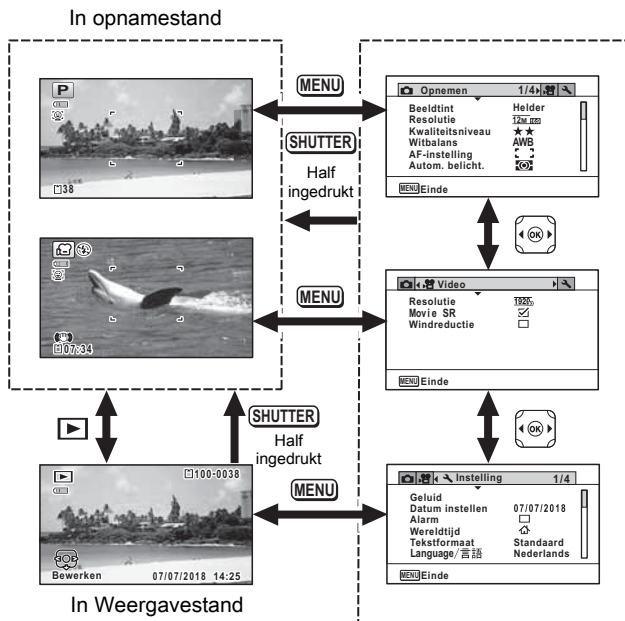 In opnamestand
P
38
MENU
SHUTTER
Half
ingedrukt
Opnemen 1/4
Beeldtint Helder
Resolutie 12M
Kwaliteitsniveau ★★
Witbalans AWB
AF-instelling
Autom. belicht.
MENU Einde
OK
07:34
MENU
Video
Resolutie
Movie SR
Windreductie
MENU Einde
OK
SHUTTER
Half
ingedrukt
100-0038
Bewerken 07/07/2018 14:25
MENU
Instelling 1/4
Geluid
Datum instellen 07/07/2018
Alarm
Wereldtijd
Tekstformaat Standaard
Language/言語 Nederlands
MENU Einde
In Weergavestand